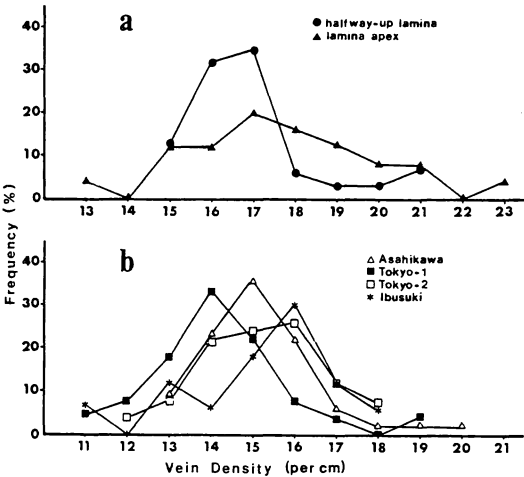 a
halfway-up lamina
lamina apex
40
30
20
10
0
13 14 15 16 17 18 19 20 21 22 23
Frequency (%)
b
Asahikawa
Tokyo-1
Tokyo-2
Ibusuki
40
30
20
10
0
11 12 13 14 15 16 17 18 19 20 21
Vein Density (per cm)